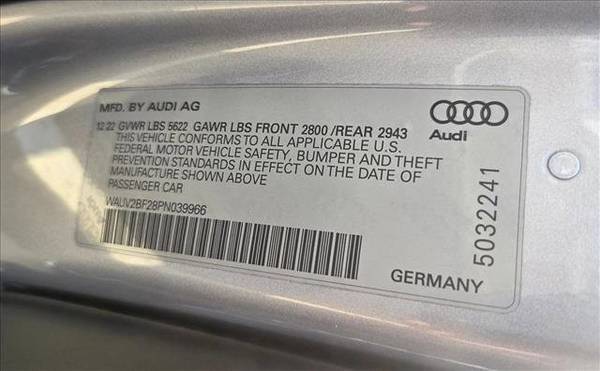 MFD. BY AUDI AG
12.22 GVWR LBS 5622 GAWR LBS FRONT 2800 /REAR 2943
THIS VEHICLE CONFORMS TO ALL APPLICABLE U.S.
FEDERAL MOTOR VEHICLE SAFETY, BUMPER AND THEFT
PREVENTION STANDARDS IN EFFECT ON THE DATE OF
MANUFACTURE SHOWN ABOVE
PASSENGER CAR
WAUV2BF28PN039966
Audi
5032241
GERMANY